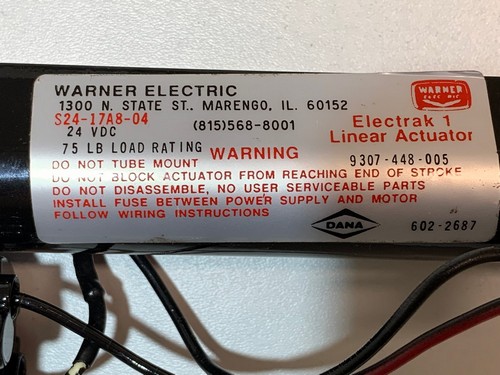 WARNER ELECTRIC
1300 N. STATE ST., MARENGO, IL. 60152
S24-17A8-04
24 VDC
(815)568-8001
75 LB LOAD RATING
WARNING
DO NOT TUBE MOUNT
DO NOT BLOCK ACTUATOR FROM REACHING END OF STROKE
DO NOT DISASSEMBLE, NO USER SERVICEABLE PARTS
INSTALL FUSE BETWEEN POWER SUPPLY AND MOTOR
FOLLOW WIRING INSTRUCTIONS
WARNER
ELECTRIC
Electrak 1
Linear Actuator
9307-448-005
DANA
602-2687